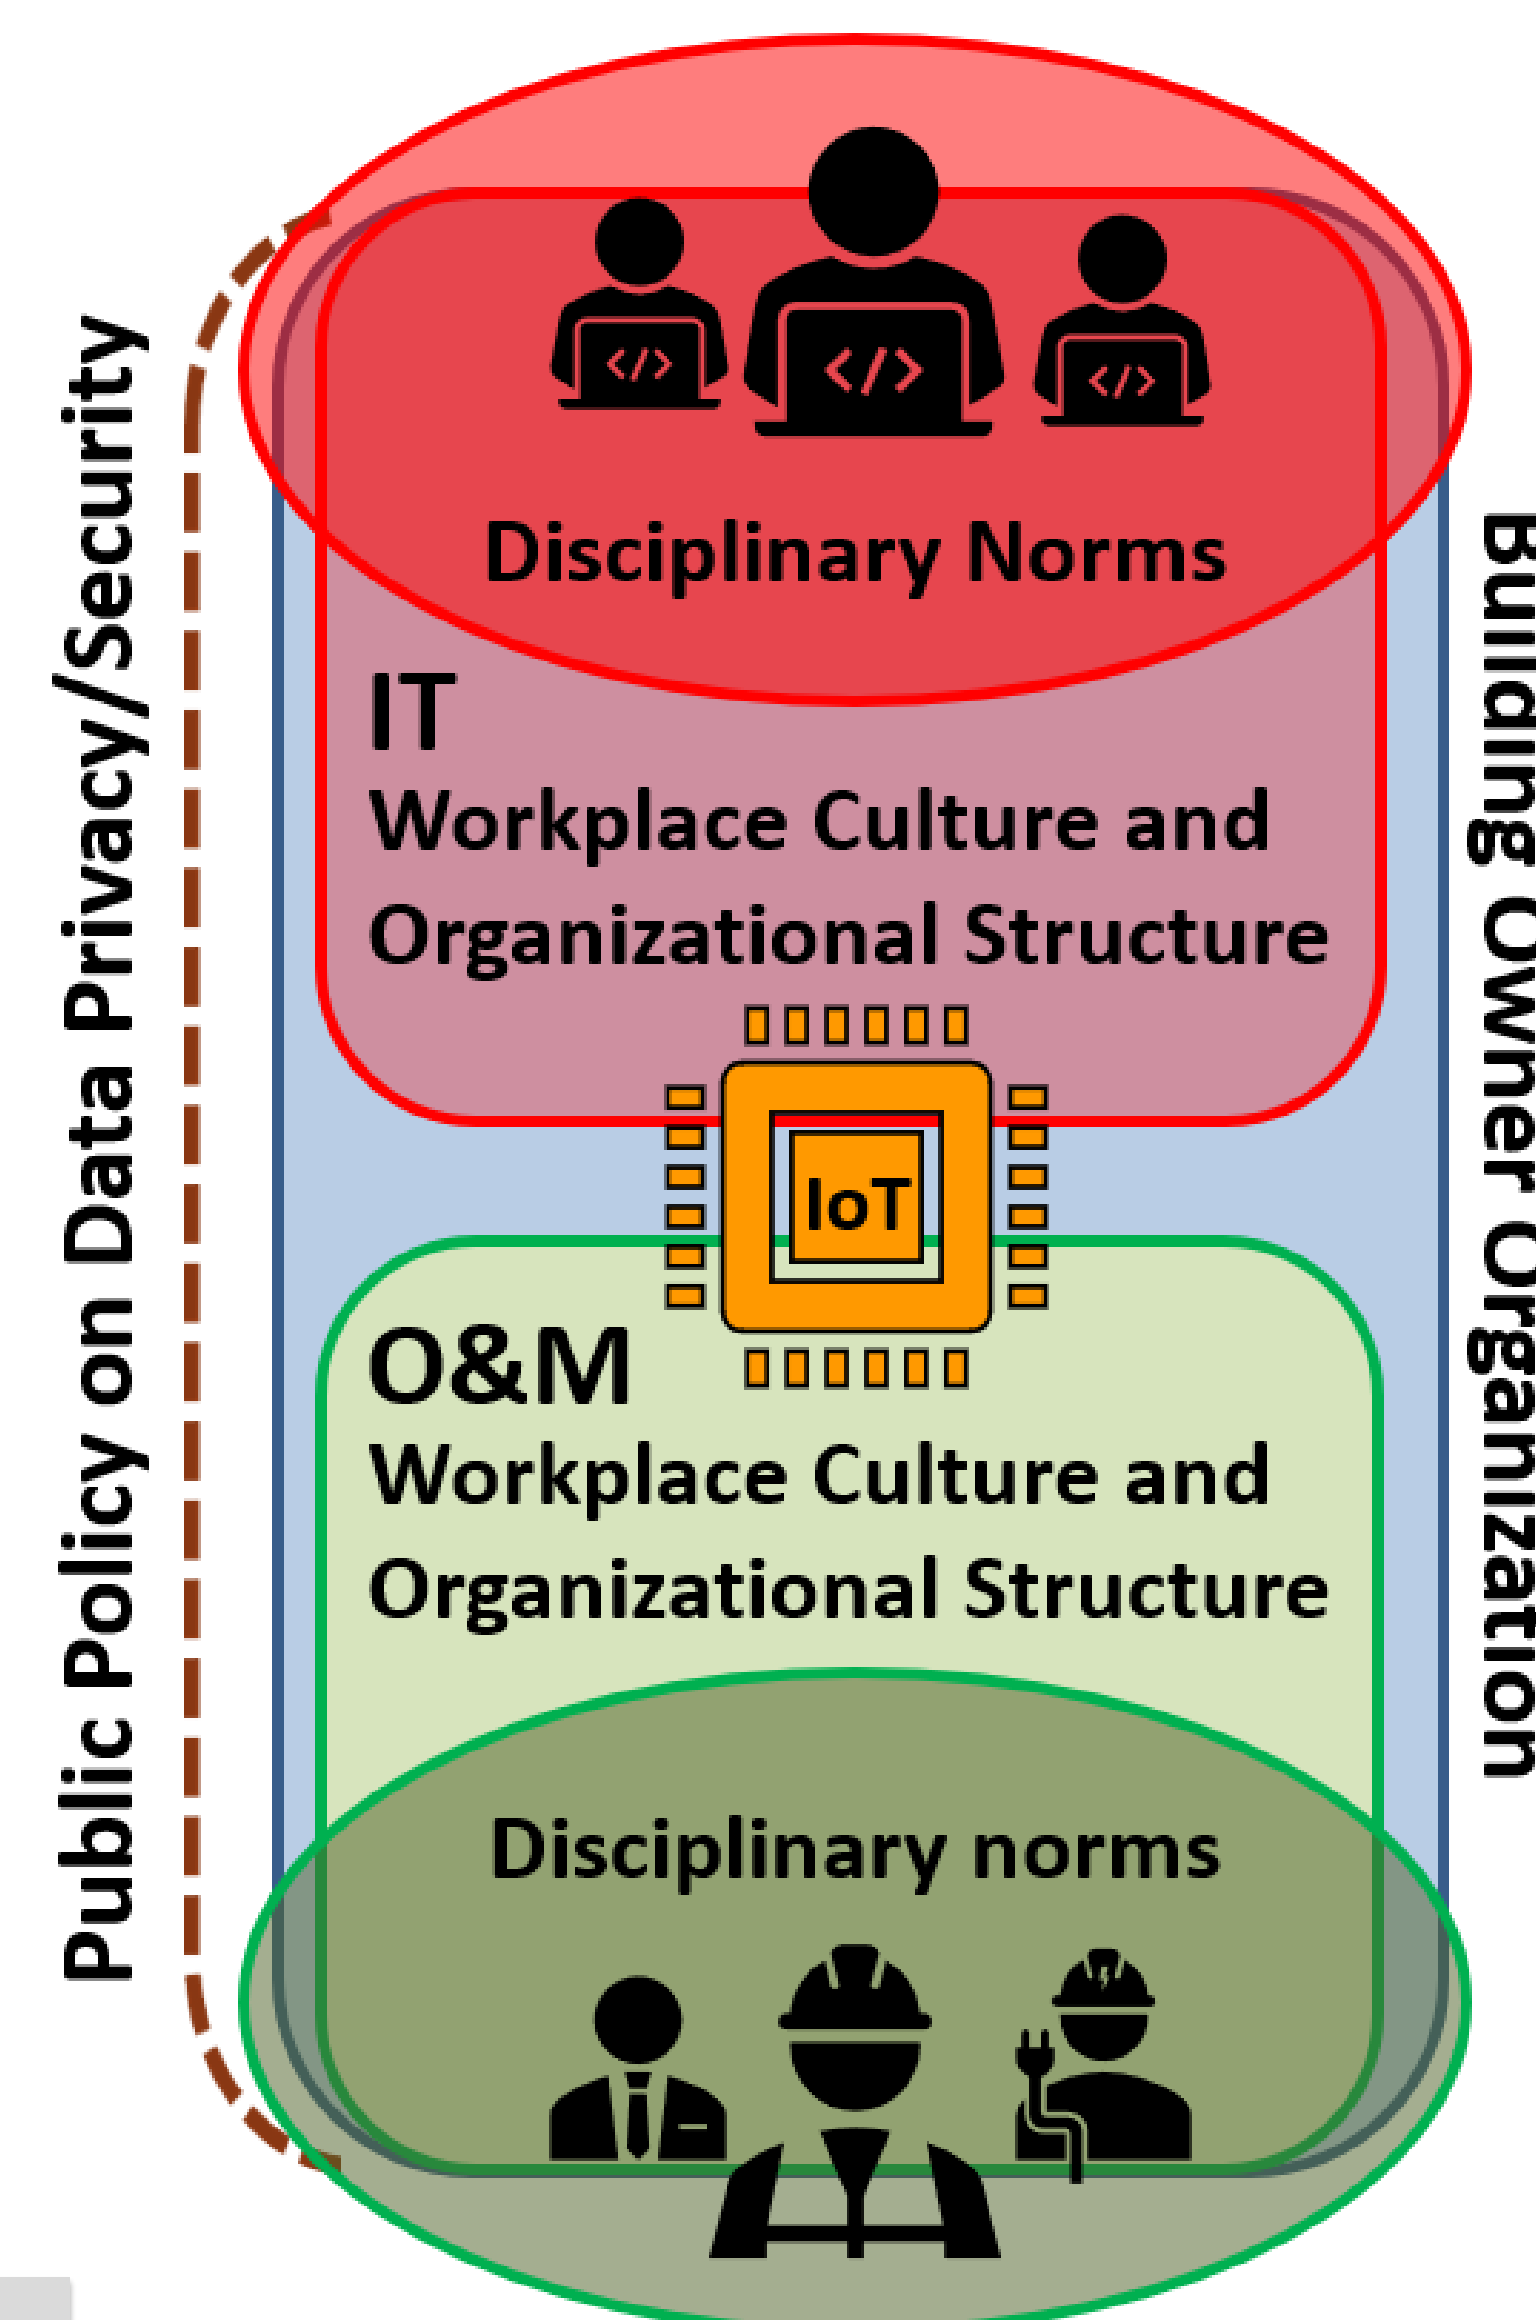 Public Policy on Data Privacy/Security
</>
</>
</>
Disciplinary Norms
IT
Workplace Culture and
Organizational Structure
IoT
O&M
Workplace Culture and
Organizational Structure
Disciplinary norms
Building Owner Organization